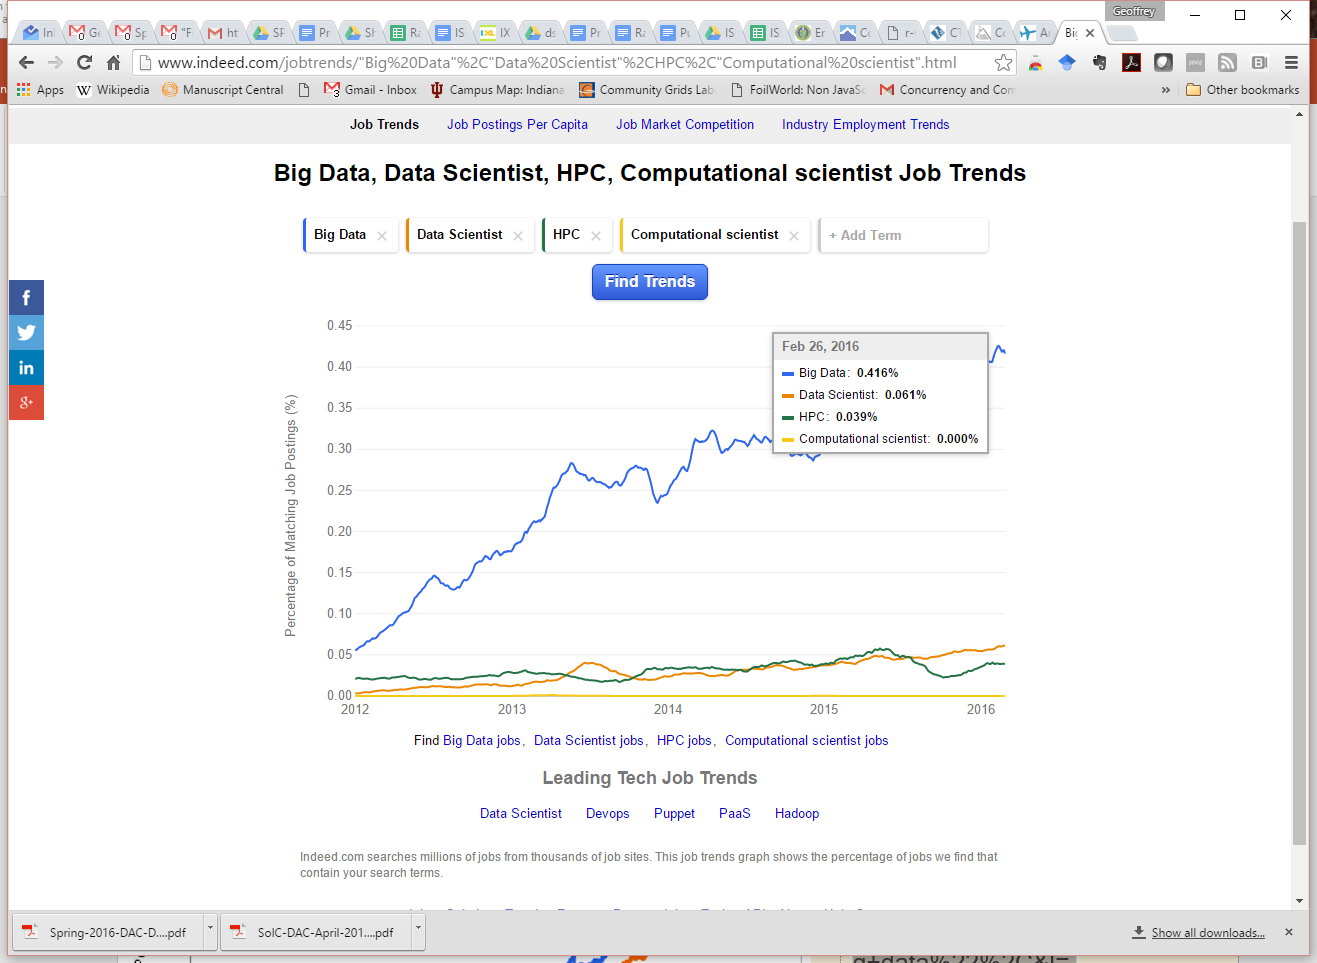 Geoffrey
www.indeed.com/jobtrends/"Big%20Data"%2C"Data%20Scientist"%2CHPC%2C"Computational%20scientist".html
Apps Wikipedia Manuscript Central Gmail - Inbox Campus Map: Indiana Community Grids Lab FoilWorld: Non JavaSc Concurrency and Com » Other bookmarks
Job Trends Job Postings Per Capita Job Market Competition Industry Employment Trends
Big Data, Data Scientist, HPC, Computational scientist Job Trends
Big Data × Data Scientist × HPC × Computational scientist × + Add Term
Find Trends
Percentage of Matching Job Postings (%)
0.45
0.40
0.35
0.30
0.25
0.20
0.15
0.10
0.05
0.00
2012 2013 2014 2015 2016
Feb 26, 2016
Big Data: 0.416%
Data Scientist: 0.061%
HPC: 0.039%
Computational scientist: 0.000%
Find Big Data jobs, Data Scientist jobs, HPC jobs, Computational scientist jobs
Leading Tech Job Trends
Data Scientist Devops Puppet PaaS Hadoop
Indeed.com searches millions of jobs from thousands of job sites. This job trends graph shows the percentage of jobs we find that
contain your search terms.
Spring-2016-DAC-D....pdf SoIC-DAC-April-201....pdf Show all downloads...